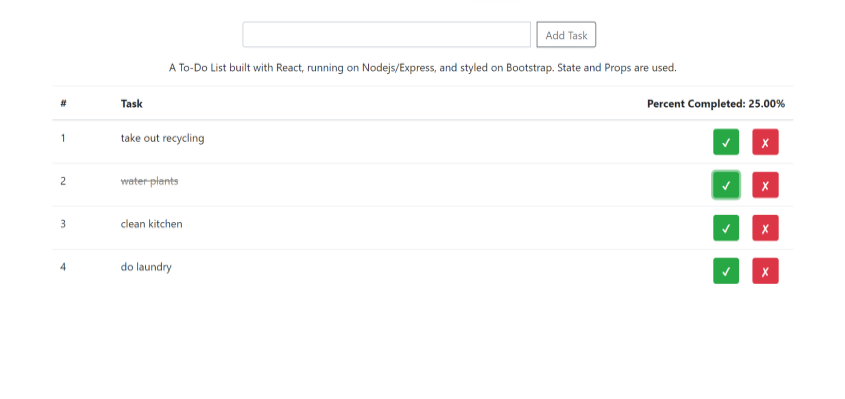 Add Task
A To-Do List built with React, running on Nodejs/Express, and styled on Bootstrap. State and Props are used.
# Task Percent Completed: 25.00%
1 take out recycling ✓ ✗
2 water plants ✓ ✗
3 clean kitchen ✓ ✗
4 do laundry ✓ ✗